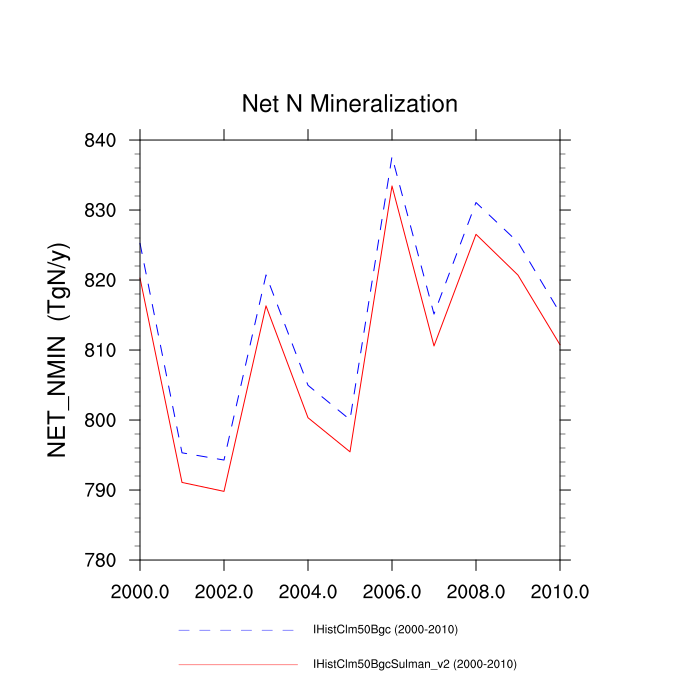 Net N Mineralization
NET_NMIN (TgN/y)
840
830
820
810
800
790
780
2000.0 2002.0 2004.0 2006.0 2008.0 2010.0
IHistClm50Bgc (2000-2010)
IHistClm50BgcSulman_v2 (2000-2010)